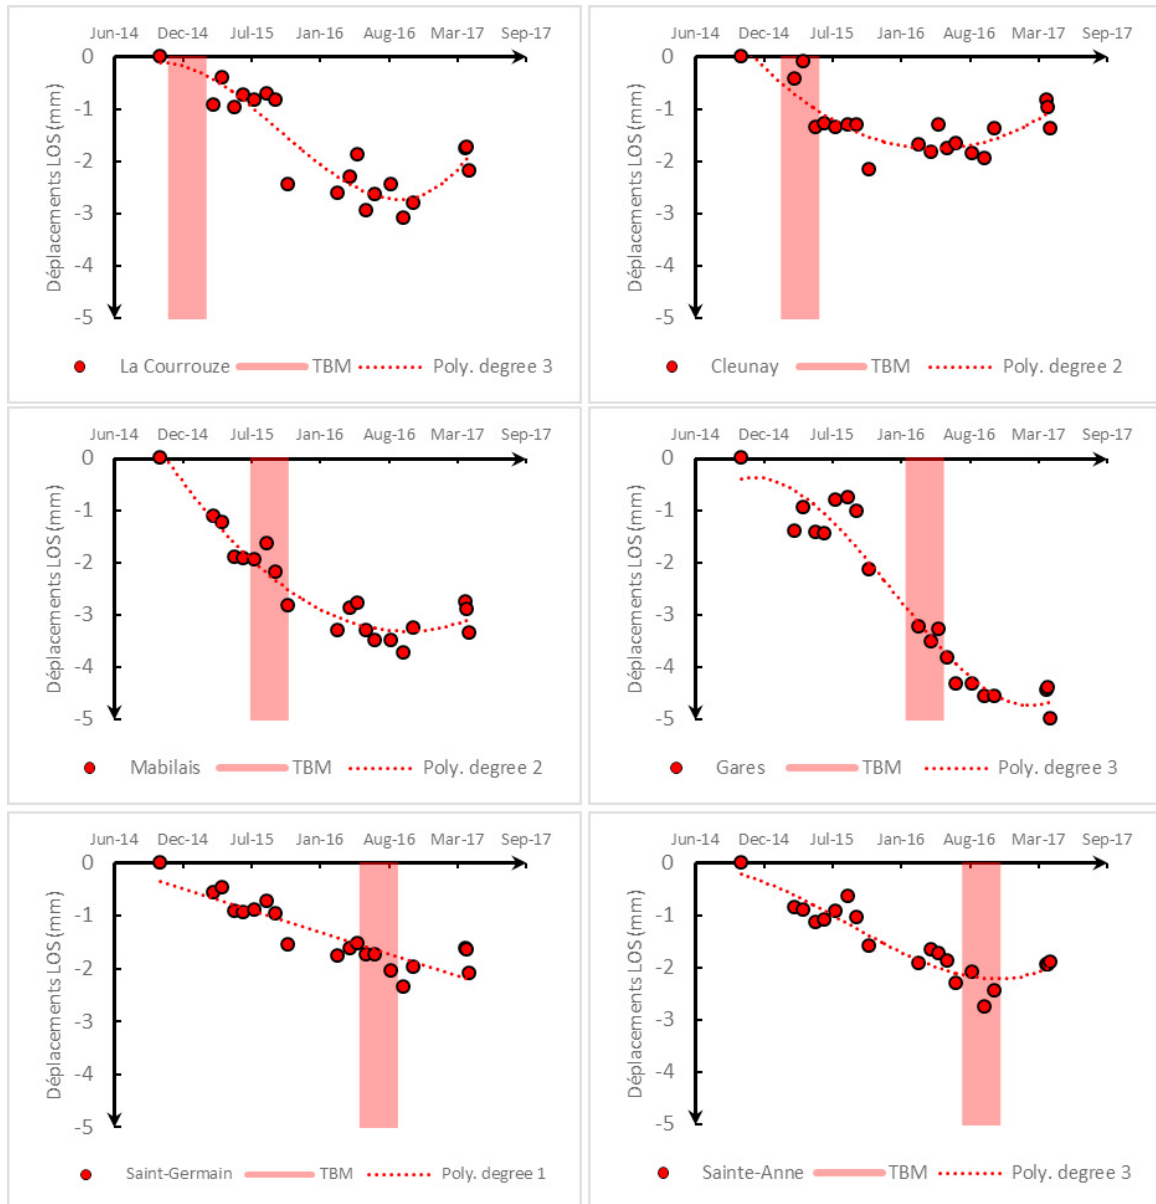 Jun-14 Dec-14 Jul-15 Jan-16 Aug-16 Mar-17 Sep-17
0
-1
-2
-3
-4
-5
Déplacements LOS (mm)
La Courrouze TBM Poly. degree 3
Jun-14 Dec-14 Jul-15 Jan-16 Aug-16 Mar-17 Sep-17
0
-1
-2
-3
-4
-5
Déplacements LOS (mm)
Cleunay TBM Poly. degree 2
Jun-14 Dec-14 Jul-15 Jan-16 Aug-16 Mar-17 Sep-17
0
-1
-2
-3
-4
-5
Déplacements LOS (mm)
Mabilais TBM Poly. degree 2
Jun-14 Dec-14 Jul-15 Jan-16 Aug-16 Mar-17 Sep-17
0
-1
-2
-3
-4
-5
Déplacements LOS (mm)
Gares TBM Poly. degree 3
Jun-14 Dec-14 Jul-15 Jan-16 Aug-16 Mar-17 Sep-17
0
-1
-2
-3
-4
-5
Déplacements LOS (mm)
Saint-Germain TBM Poly. degree 1
Jun-14 Dec-14 Jul-15 Jan-16 Aug-16 Mar-17 Sep-17
0
-1
-2
-3
-4
-5
Déplacements LOS (mm)
Sainte-Anne TBM Poly. degree 3